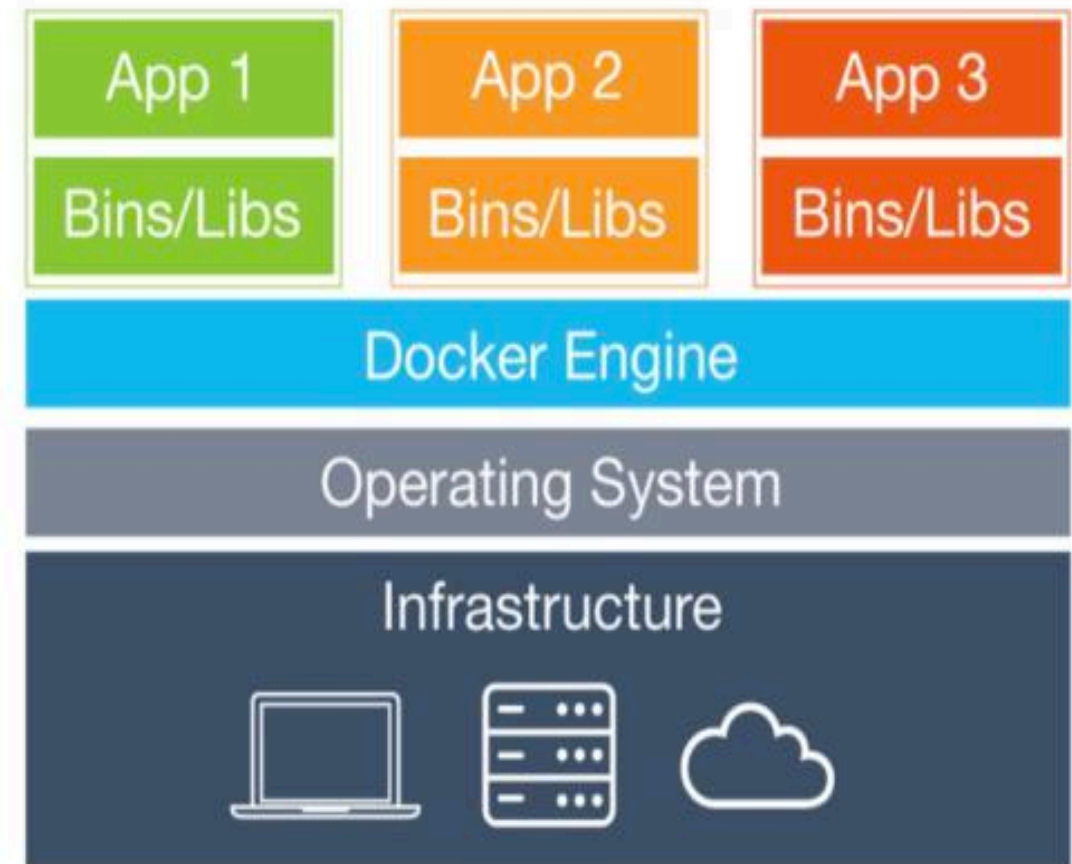 App 1 App 2 App 3
Bins/Libs Bins/Libs Bins/Libs
Docker Engine
Operating System
Infrastructure